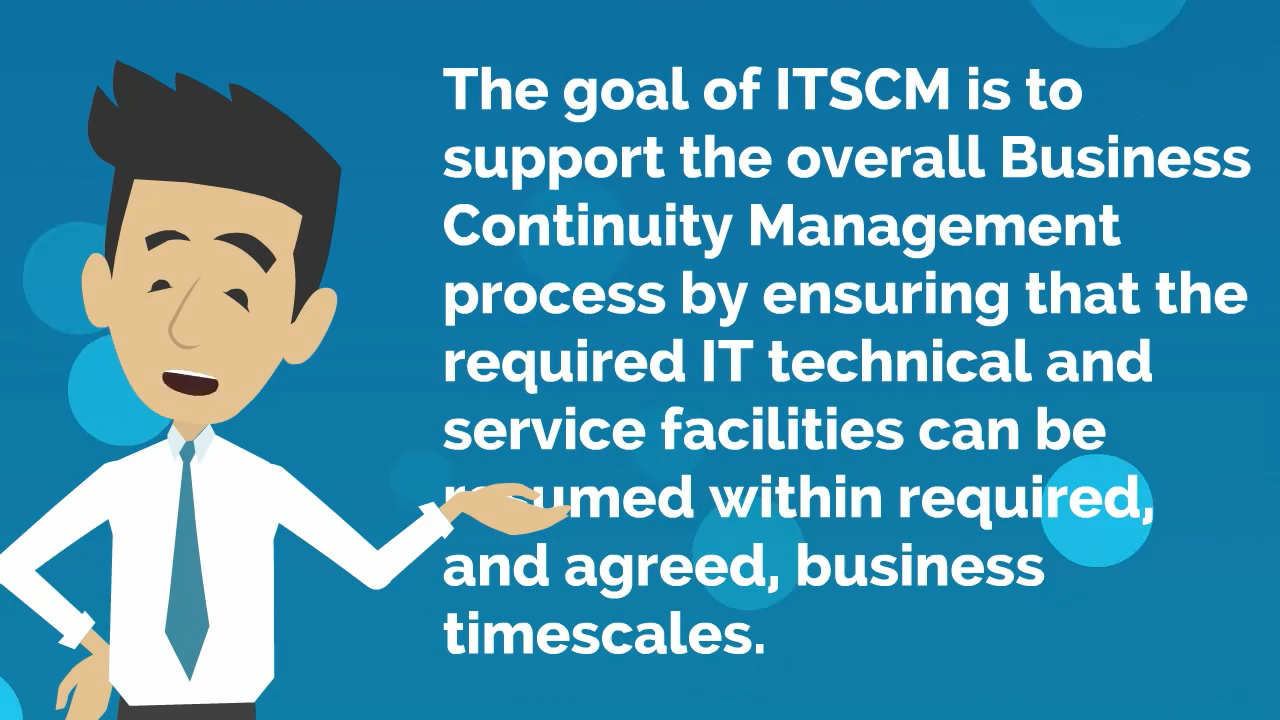 The goal of ITSCM is to
support the overall Business
Continuity Management
process by ensuring that the
required IT technical and
service facilities can be
resumed within required,
and agreed, business
timescales.